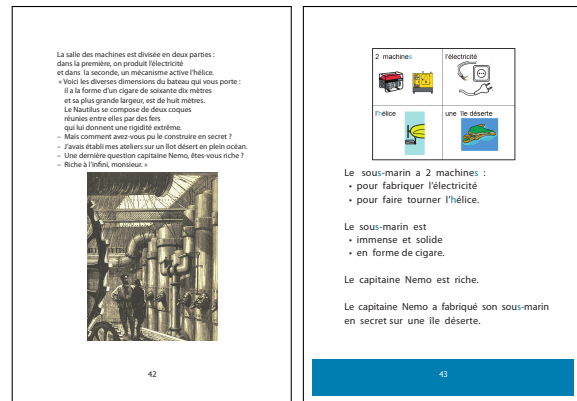 La salle des machines est divisée en deux parties :
dans la première, on produit l'électricité
et dans la seconde, un mécanisme active l'hélice.
« Voici les diverses dimensions du bateau qui vous porte :
il a la forme d'un cigare de soixante dix mètres
et sa plus grande largeur, est de huit mètres.
Le Nautilus se compose de deux coques
réunies entre elles par des fers
qui lui donnent une rigidité extrême.
– Mais comment avez-vous pu le construire en secret ?
– J'avais établi mes ateliers sur un îlot désert en plein océan.
– Une dernière question capitaine Nemo, êtes-vous riche ?
– Riche à l'infini, monsieur. »
42
2 machines
l'électricité
l'hélice
une île déserte
Le sous-marin a 2 machines :
• pour fabriquer l'électricité
• pour faire tourner l'hélice.
Le sous-marin est
• immense et solide
• en forme de cigare.
Le capitaine Nemo est riche.
Le capitaine Nemo a fabriqué son sous-marin
en secret sur une île déserte.
43